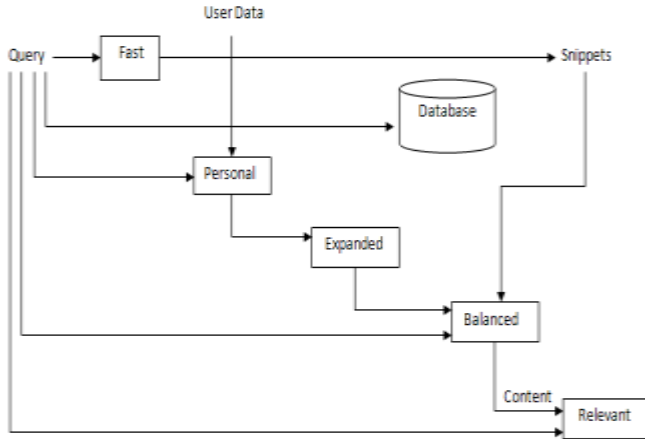 User Data
Query
Fast
Snippets
Database
Personal
Expanded
Balanced
Content
Relevant